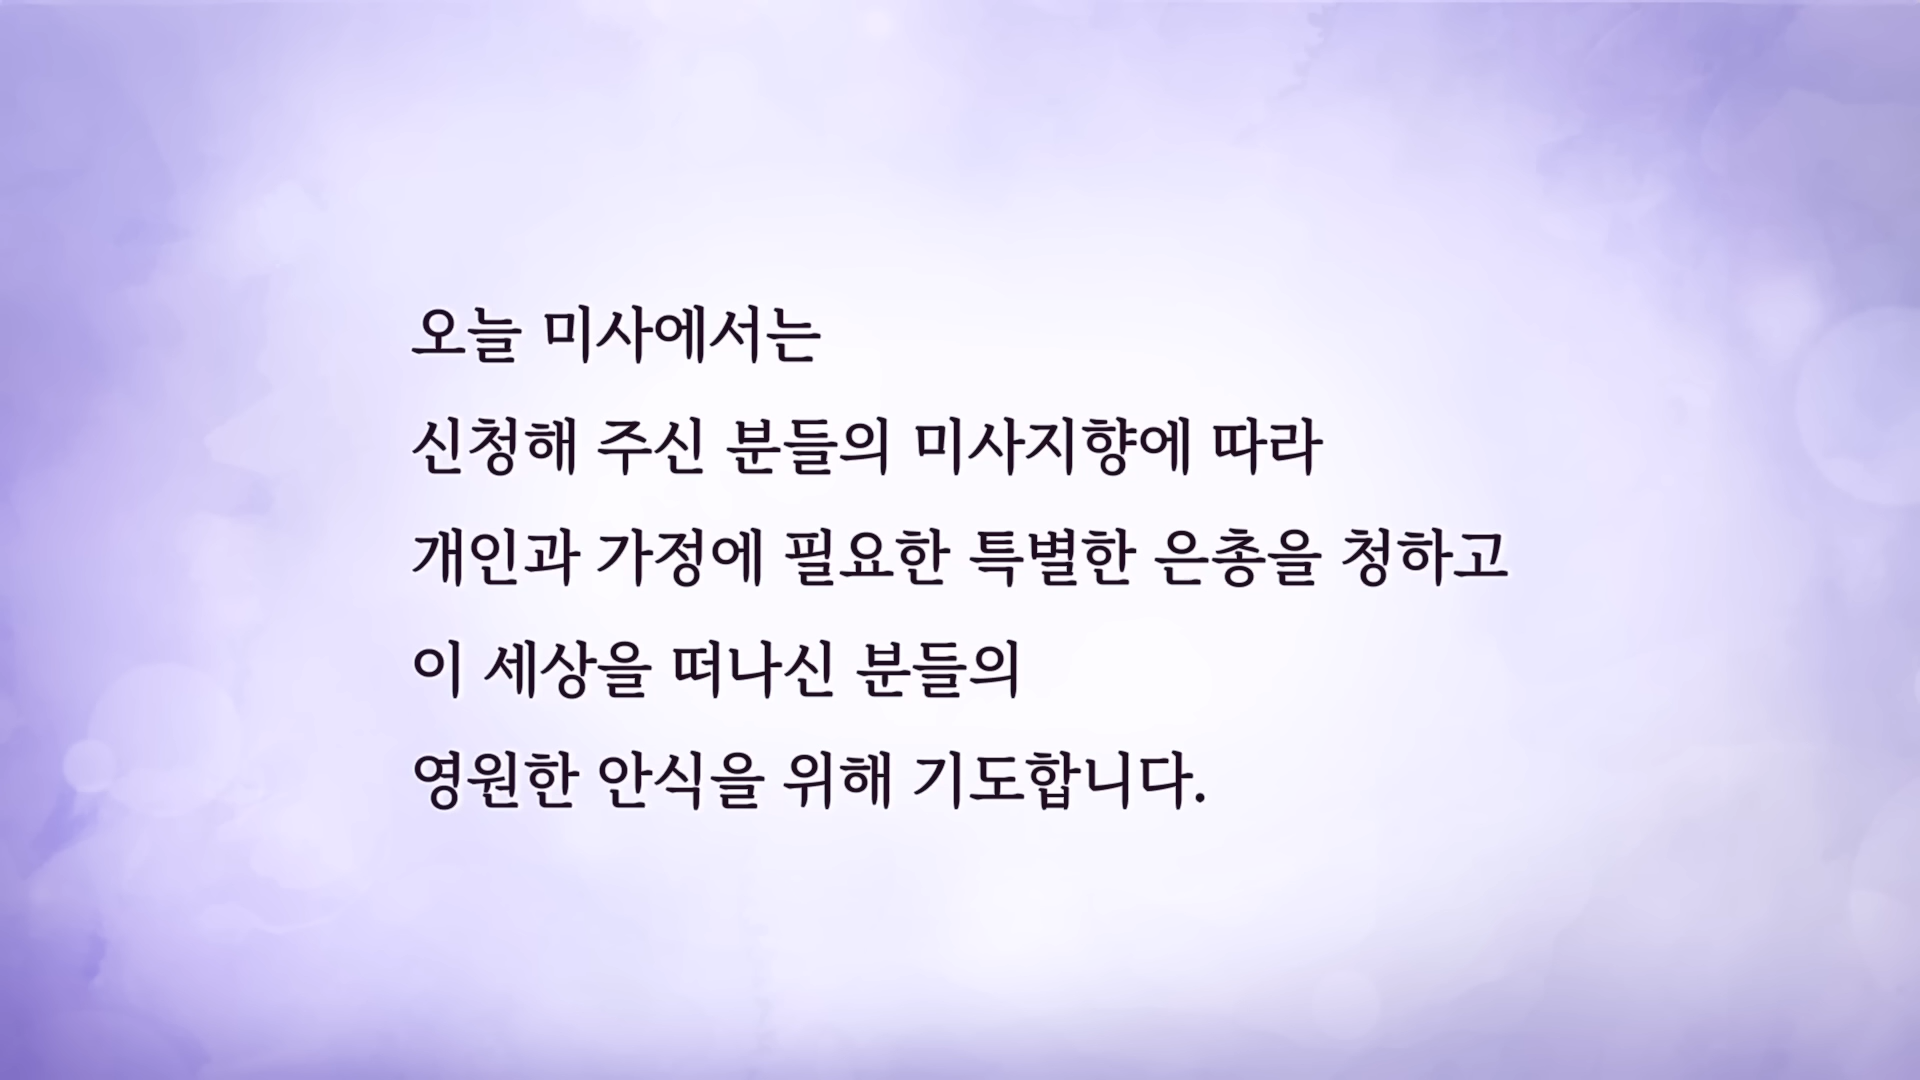 오늘 미사에서는
신청해 주신 분들의 미사지향에 따라
개인과 가정에 필요한 특별한 은총을 청하고
이 세상을 떠나신 분들의
영원한 안식을 위해 기도합니다.